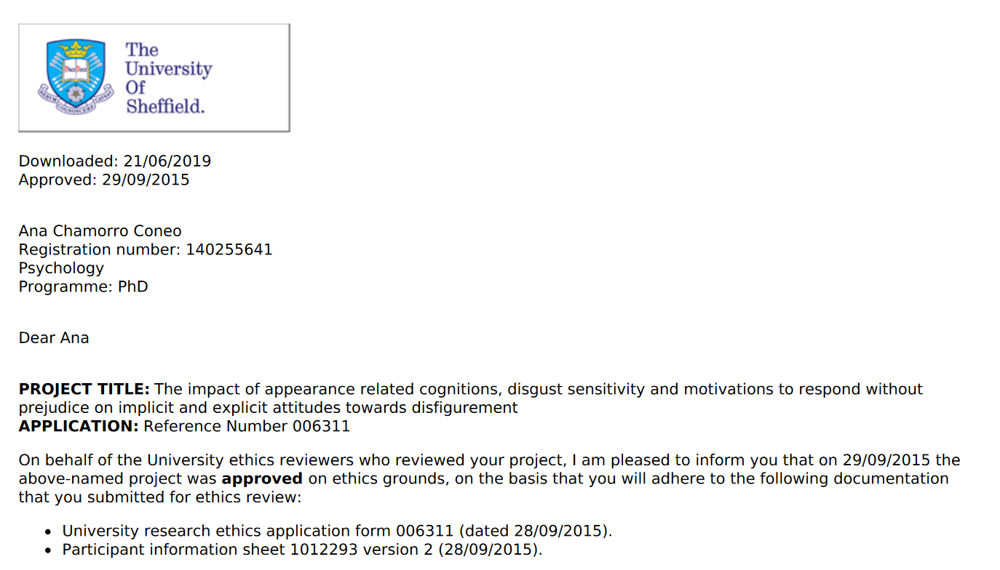 The
University
Of
Sheffield.
Downloaded: 21/06/2019
Approved: 29/09/2015
Ana Chamorro Coneo
Registration number: 140255641
Psychology
Programme: PhD
Dear Ana
PROJECT TITLE: The impact of appearance related cognitions, disgust sensitivity and motivations to respond without
prejudice on implicit and explicit attitudes towards disfigurement
APPLICATION: Reference Number 006311
On behalf of the University ethics reviewers who reviewed your project, I am pleased to inform you that on 29/09/2015 the
above-named project was approved on ethics grounds, on the basis that you will adhere to the following documentation
that you submitted for ethics review:
• University research ethics application form 006311 (dated 28/09/2015).
• Participant information sheet 1012293 version 2 (28/09/2015).